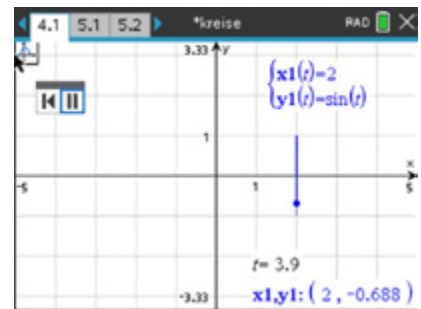 4.1 5.1 5.2 *kreise RAD
3.33 y
x1(t)=2
y1(t)=sin(t)
1
x
-5 1 5
t= 3.9
-3.33 x1,y1: ( 2 , -0.688 )